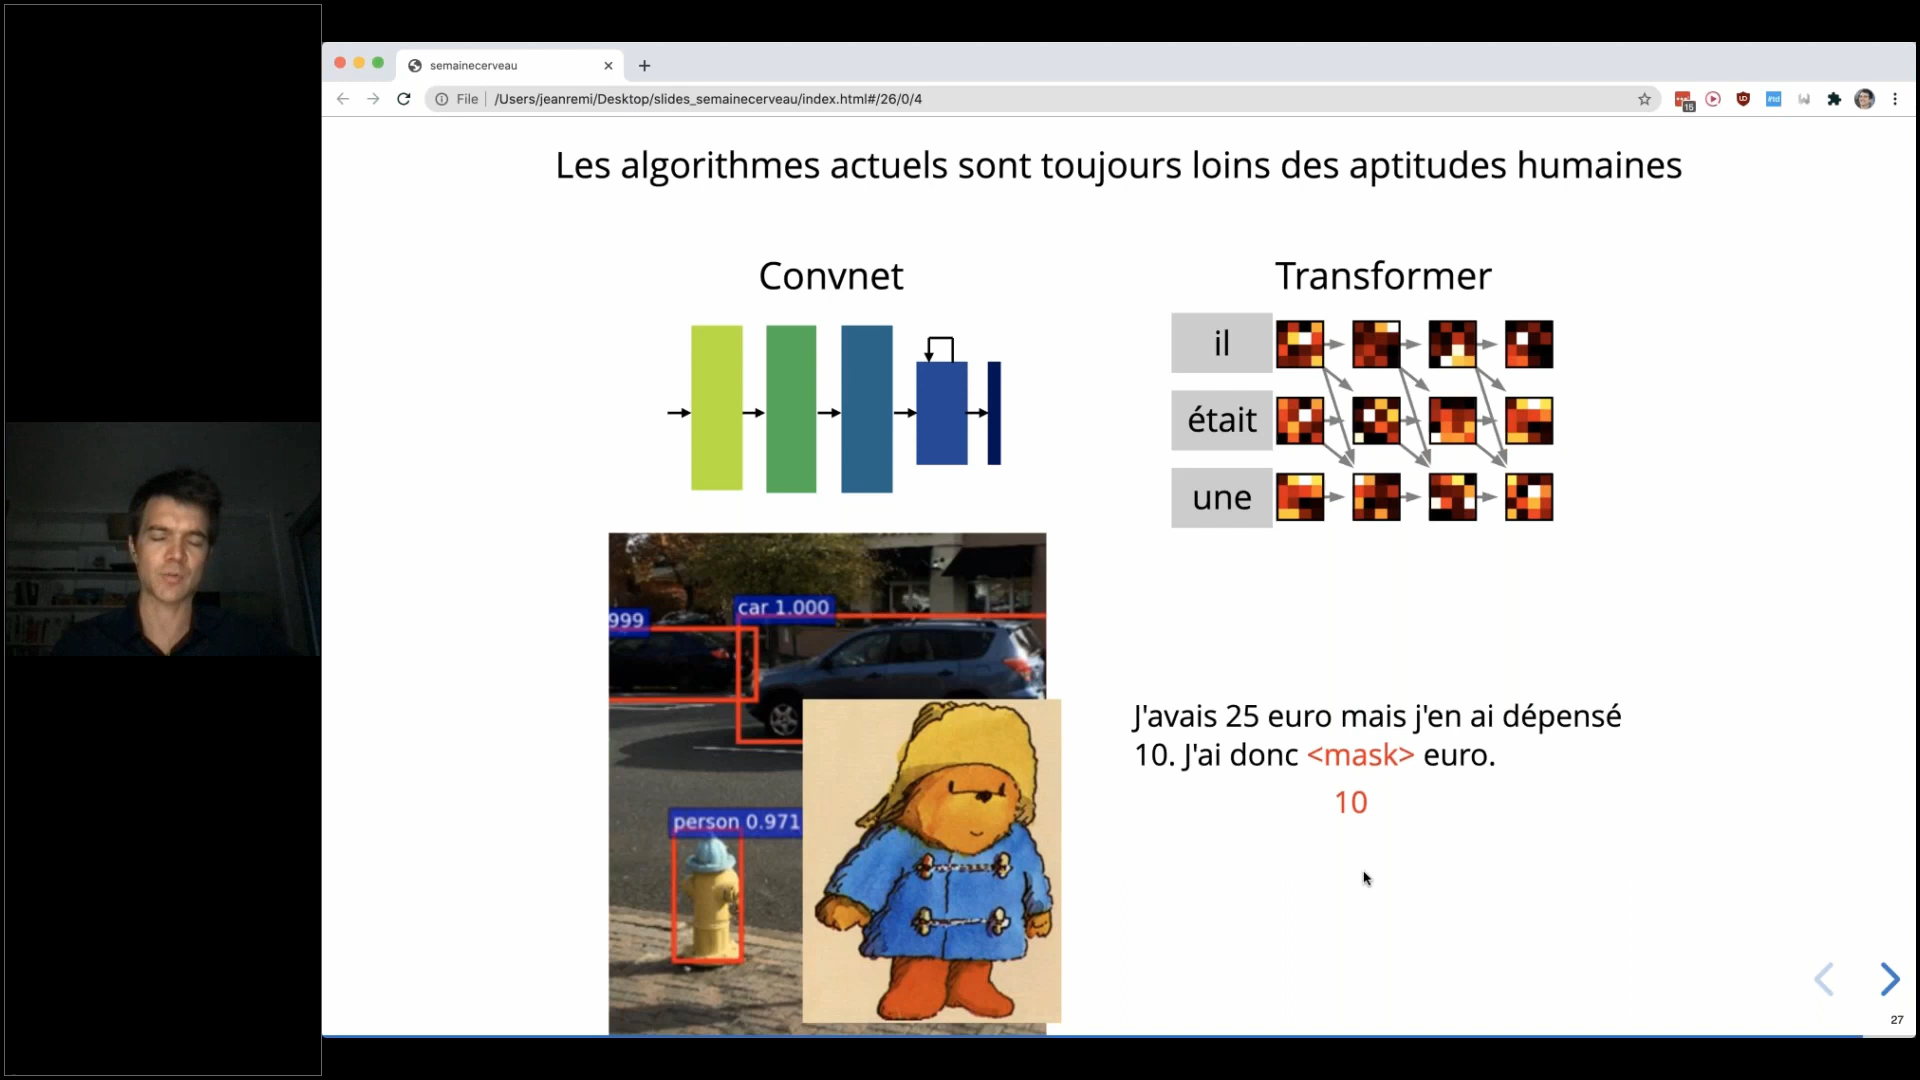 semainecerveau
File
/Users/jeanremi/Desktop/slides_semainecerveau/index.html#/26/0/4
15
Les algorithmes actuels sont toujours loins des aptitudes humaines
Convnet
Transformer
il
était
une
999
car 1.000
person 0.971
J'avais 25 euro mais j'en ai dépensé
10. J'ai donc <mask> euro.
10
27